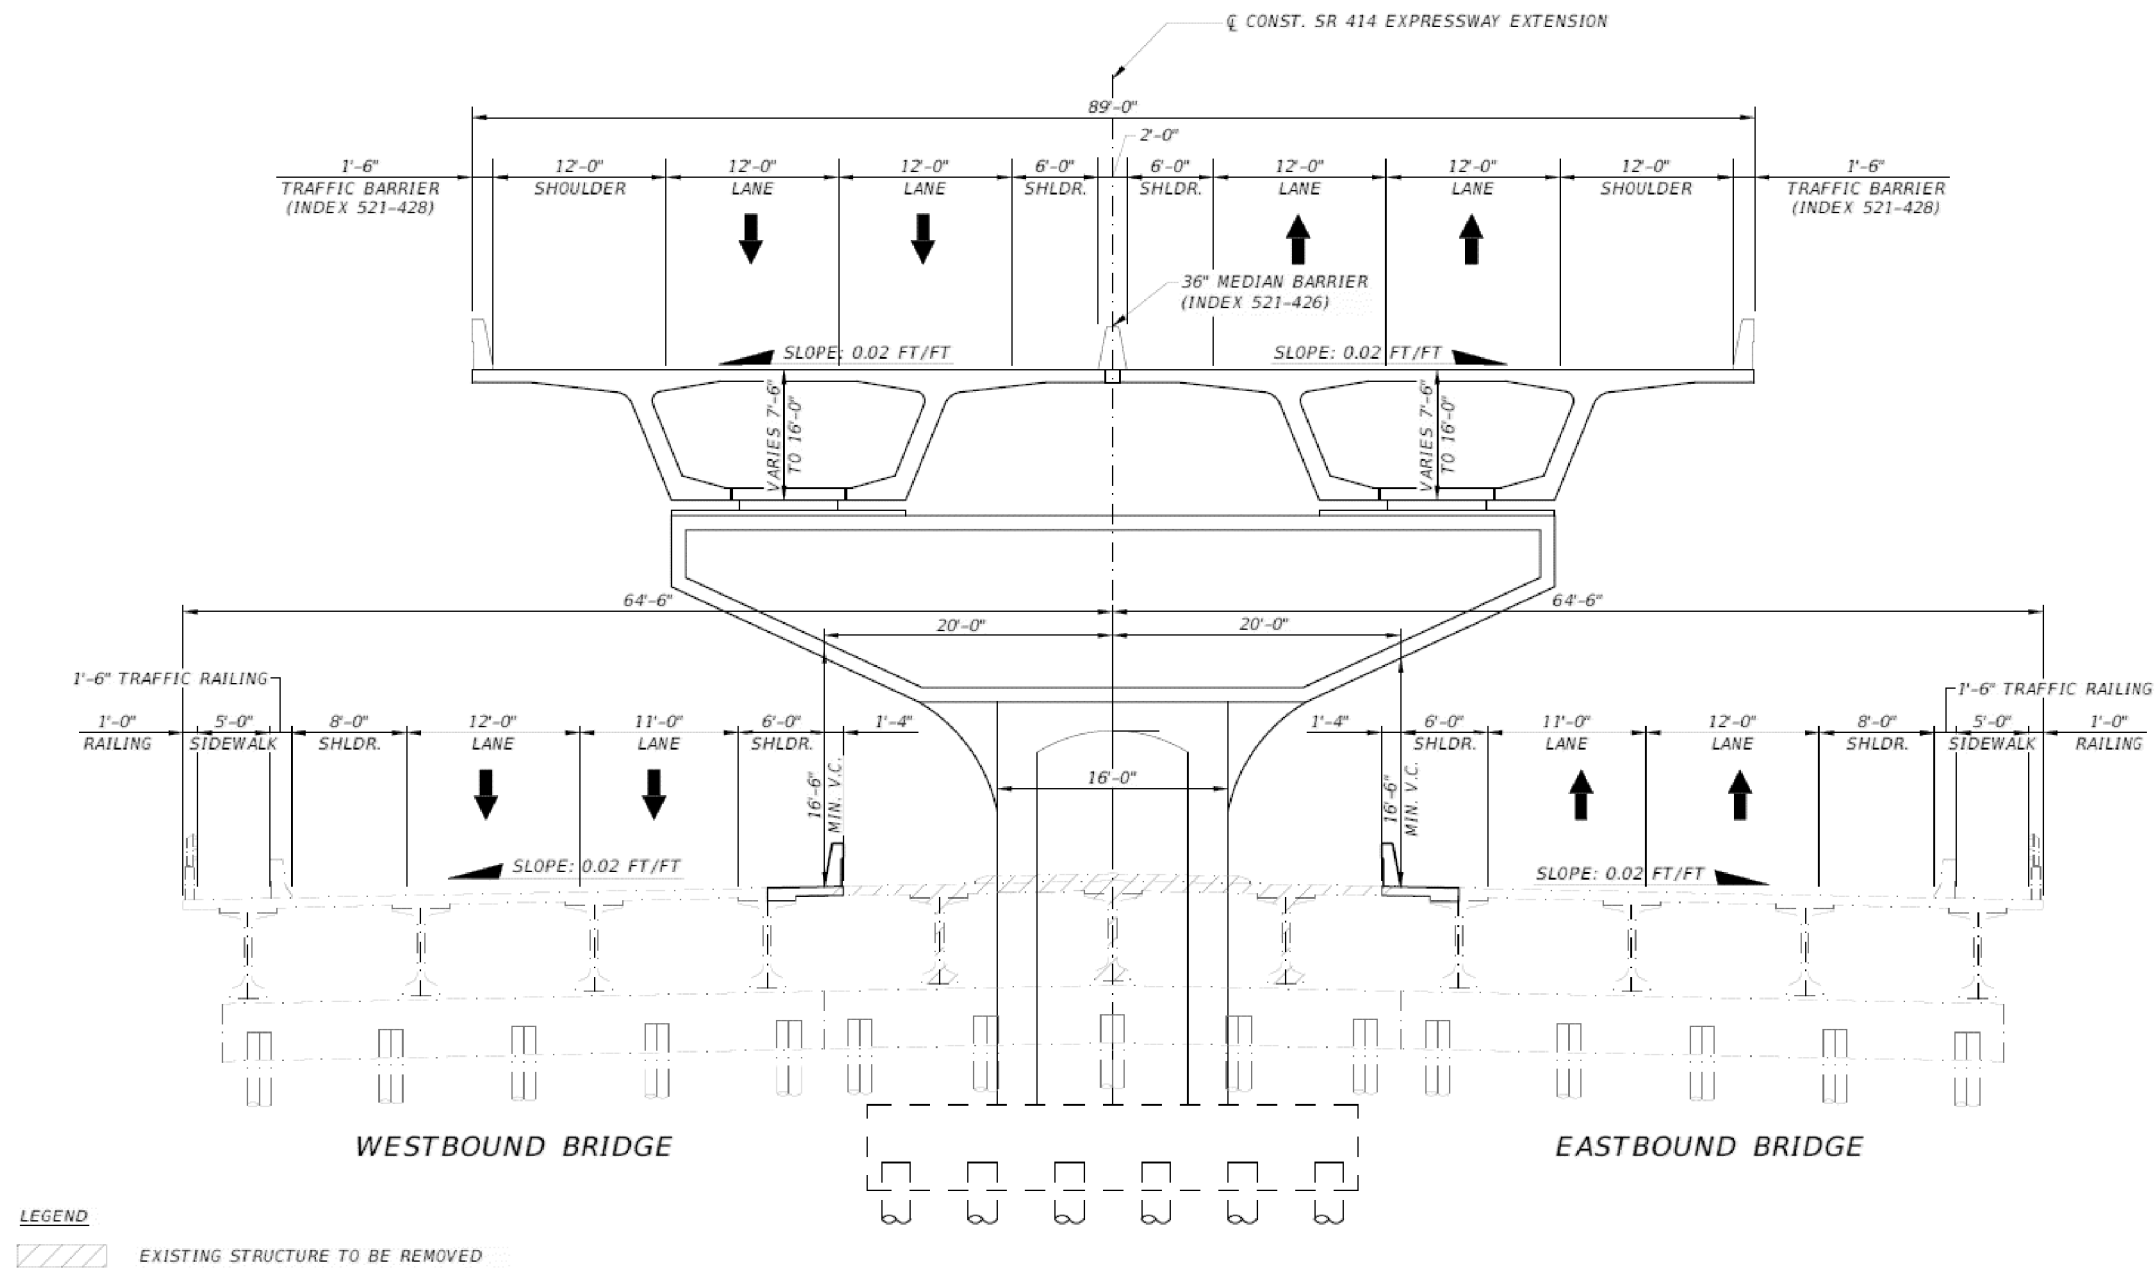 ℄ CONST. SR 414 EXPRESSWAY EXTENSION
89'-0"
2'-0"
1'-6" 12'-0" 12'-0" 12'-0" 6'-0" 6'-0" 12'-0" 12'-0" 12'-0" 1'-6"
TRAFFIC BARRIER SHOULDER LANE LANE SHLDR. SHLDR. LANE LANE SHOULDER TRAFFIC BARRIER
(INDEX 521-428) (INDEX 521-428)
36" MEDIAN BARRIER
(INDEX 521-426)
SLOPE: 0.02 FT/FT SLOPE: 0.02 FT/FT
VARIES 7'-6"
TO 16'-0"
VARIES 7'-6"
TO 16'-0"
64'-6" 64'-6"
20'-0" 20'-0"
1'-6" TRAFFIC RAILING
1'-6" TRAFFIC RAILING
1'-0" 5'-0" 8'-0" 12'-0" 11'-0" 6'-0" 1'-4" 1'-4" 6'-0" 11'-0" 12'-0" 8'-0" 5'-0" 1'-0"
RAILING SIDEWALK SHLDR. LANE LANE SHLDR. SHLDR. LANE LANE SHLDR. SIDEWALK RAILING
16'-6"
MIN. V.C.
16'-0"
16'-6"
MIN. V.C.
SLOPE: 0.02 FT/FT
SLOPE: 0.02 FT/FT
WESTBOUND BRIDGE EASTBOUND BRIDGE
LEGEND
EXISTING STRUCTURE TO BE REMOVED